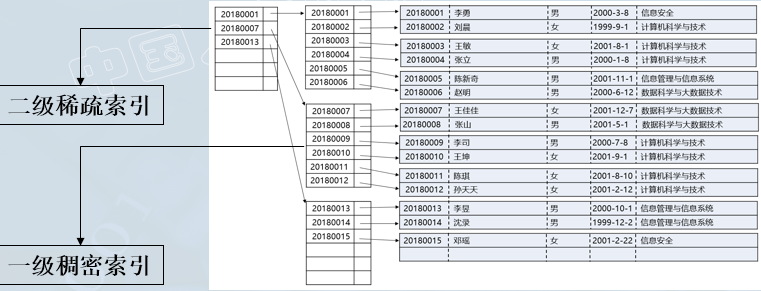 二级稀疏索引
一级稠密索引
20180001
20180007
20180013
20180001
20180002
20180003
20180004
20180005
20180006
20180007
20180008
20180009
20180010
20180011
20180012
20180013
20180014
20180015
20180001 李勇 男 2000-3-8 信息安全
20180002 刘晨 女 1999-9-1 计算机科学与技术
20180003 王敏 女 2001-8-1 计算机科学与技术
20180004 张立 男 2000-1-8 计算机科学与技术
20180005 陈新奇 男 2001-11-1 信息管理与信息系统
20180006 赵明 男 2000-6-12 数据科学与大数据技术
20180007 王佳佳 女 2001-12-7 数据科学与大数据技术
20180008 张山 男 2001-5-1 数据科学与大数据技术
20180009 李司 男 2000-7-8 计算机科学与技术
20180010 王坤 女 2001-9-1 计算机科学与技术
20180011 陈琪 女 2001-8-10 计算机科学与技术
20180012 孙天天 女 2001-2-12 计算机科学与技术
20180013 李昱 男 2000-10-1 信息管理与信息系统
20180014 沈录 男 1999-12-2 信息管理与信息系统
20180015 邓瑶 女 2001-2-22 信息安全